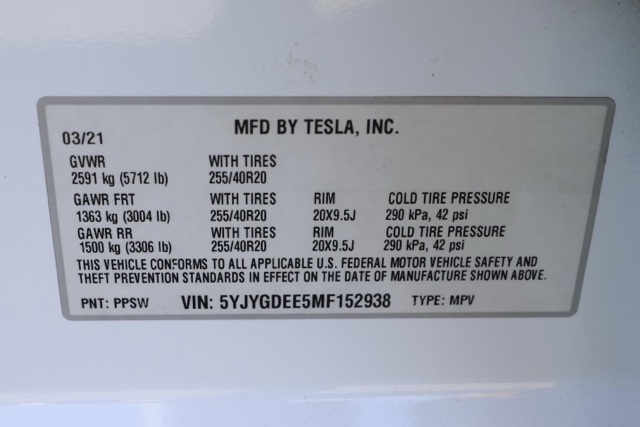 MFD BY TESLA, INC.
03/21
GVWR WITH TIRES
2591 kg (5712 lb) 255/40R20
GAWR FRT WITH TIRES RIM COLD TIRE PRESSURE
1363 kg (3004 lb) 255/40R20 20X9.5J 290 kPa, 42 psi
GAWR RR WITH TIRES RIM COLD TIRE PRESSURE
1500 kg (3306 lb) 255/40R20 20X9.5J 290 kPa, 42 psi
THIS VEHICLE CONFORMS TO ALL APPLICABLE U.S. FEDERAL MOTOR VEHICLE SAFETY AND
THEFT PREVENTION STANDARDS IN EFFECT ON THE DATE OF MANUFACTURE SHOWN ABOVE.
PNT: PPSW VIN: 5YJYGDEE5MF152938 TYPE: MPV